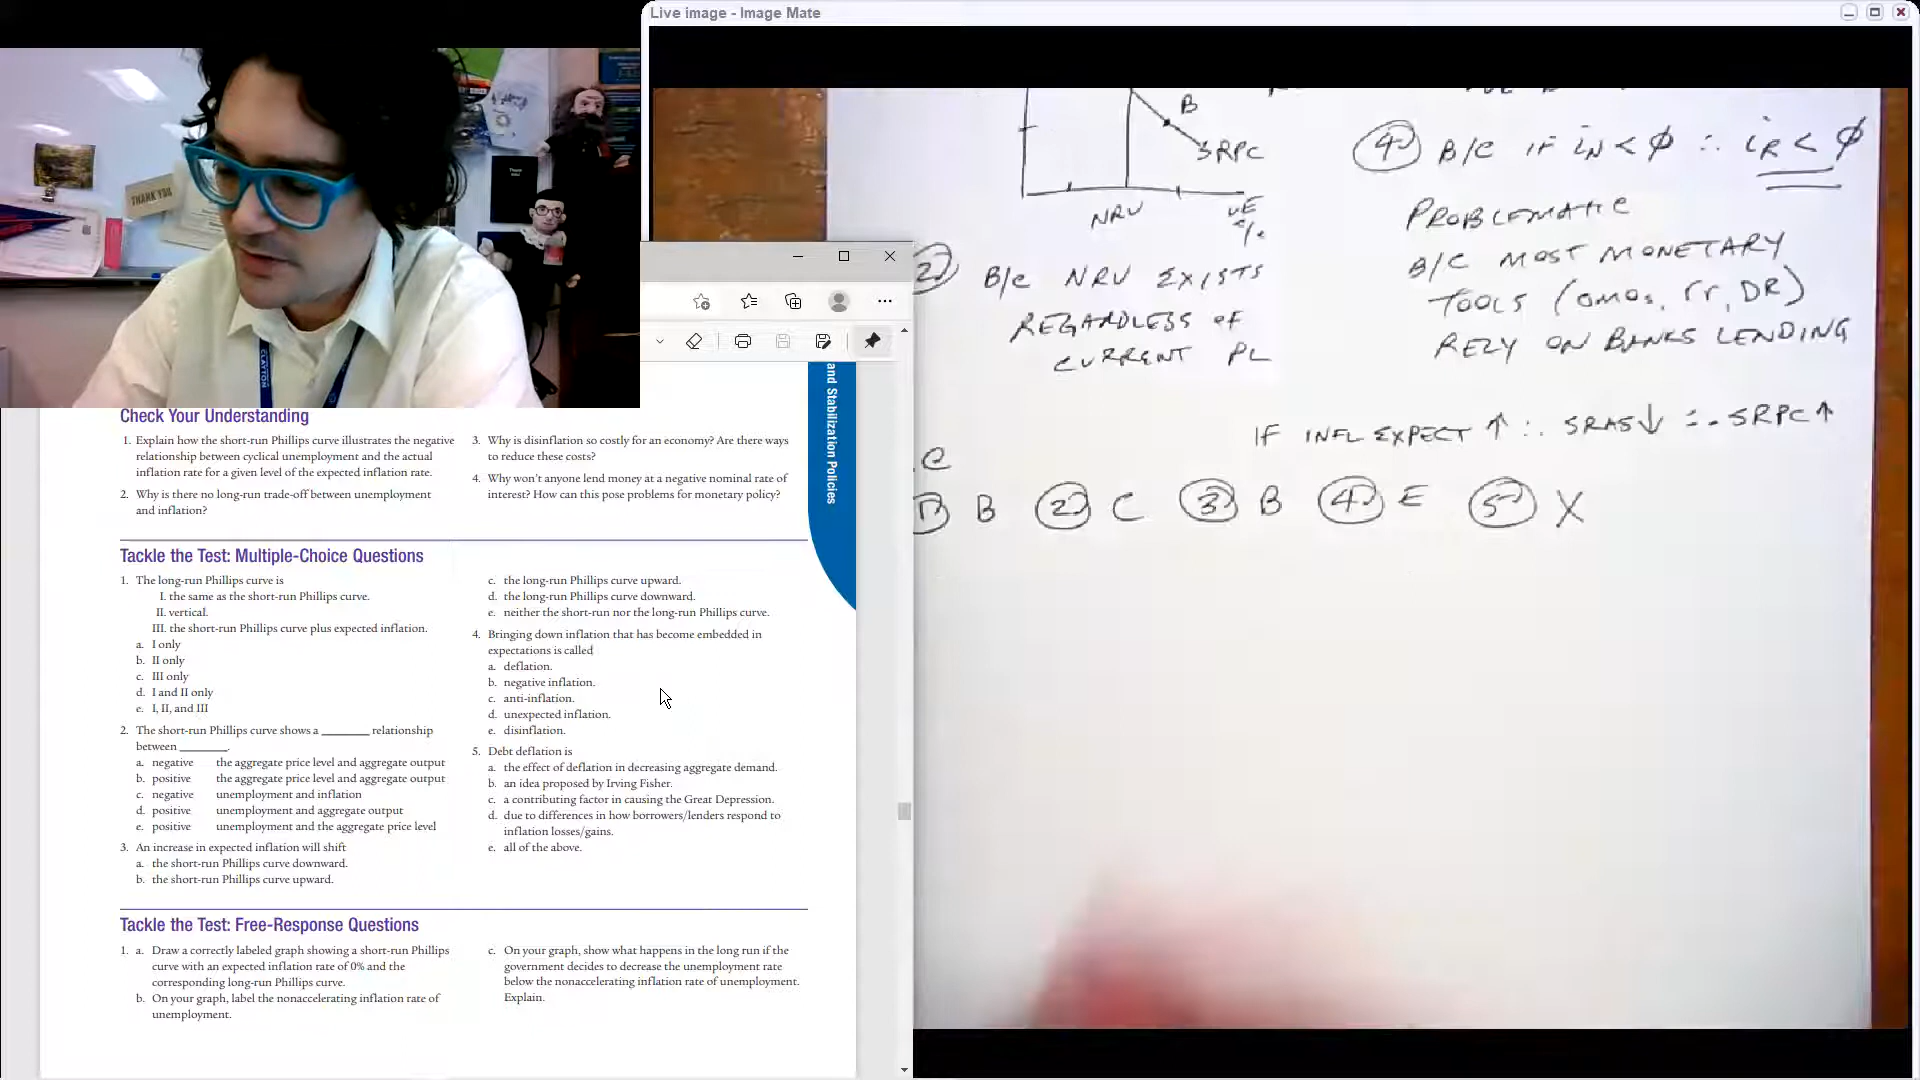 Live image - Image Mate
THANK YOU
CLAYTON
and Stabilization Policies
Check Your Understanding
1. Explain how the short-run Phillips curve illustrates the negative
relationship between cyclical unemployment and the actual
inflation rate for a given level of the expected inflation rate.
2. Why is there no long-run trade-off between unemployment
and inflation?
3. Why is disinflation so costly for an economy? Are there ways
to reduce these costs?
4. Why won't anyone lend money at a negative nominal rate of
interest? How can this pose problems for monetary policy?
Tackle the Test: Multiple-Choice Questions
1. The long-run Phillips curve is
I. the same as the short-run Phillips curve.
II. vertical.
III. the short-run Phillips curve plus expected inflation.
a. I only
b. II only
c. III only
d. I and II only
e. I, II, and III
2. The short-run Phillips curve shows a ________ relationship
between ________.
a. negative the aggregate price level and aggregate output
b. positive the aggregate price level and aggregate output
c. negative unemployment and inflation
d. positive unemployment and aggregate output
e. positive unemployment and the aggregate price level
3. An increase in expected inflation will shift
a. the short-run Phillips curve downward.
b. the short-run Phillips curve upward.
c. the long-run Phillips curve upward.
d. the long-run Phillips curve downward.
e. neither the short-run nor the long-run Phillips curve.
4. Bringing down inflation that has become embedded in
expectations is called
a. deflation.
b. negative inflation.
c. anti-inflation.
d. unexpected inflation.
e. disinflation.
5. Debt deflation is
a. the effect of deflation in decreasing aggregate demand.
b. an idea proposed by Irving Fisher.
c. a contributing factor in causing the Great Depression.
d. due to differences in how borrowers/lenders respond to
inflation losses/gains.
e. all of the above.
Tackle the Test: Free-Response Questions
1. a. Draw a correctly labeled graph showing a short-run Phillips
curve with an expected inflation rate of 0% and the
corresponding long-run Phillips curve.
b. On your graph, label the nonaccelerating inflation rate of
unemployment.
c. On your graph, show what happens in the long run if the
government decides to decrease the unemployment rate
below the nonaccelerating inflation rate of unemployment.
Explain.
B
SRPC
NRU
UE
%
2 B/C NRU EXISTS
REGARDLESS OF
CURRENT PL
4 B/C IF iN < ϕ ∴ iR < ϕ
PROBLEMATIC
B/C MOST MONETARY
TOOLS (OMOs, rr, DR)
RELY ON BANKS LENDING
IF INFL EXPECT ↑ ∴ SRAS ↓ ∴ SRPC ↑
1 B 2 C 3 B 4 E 5 X